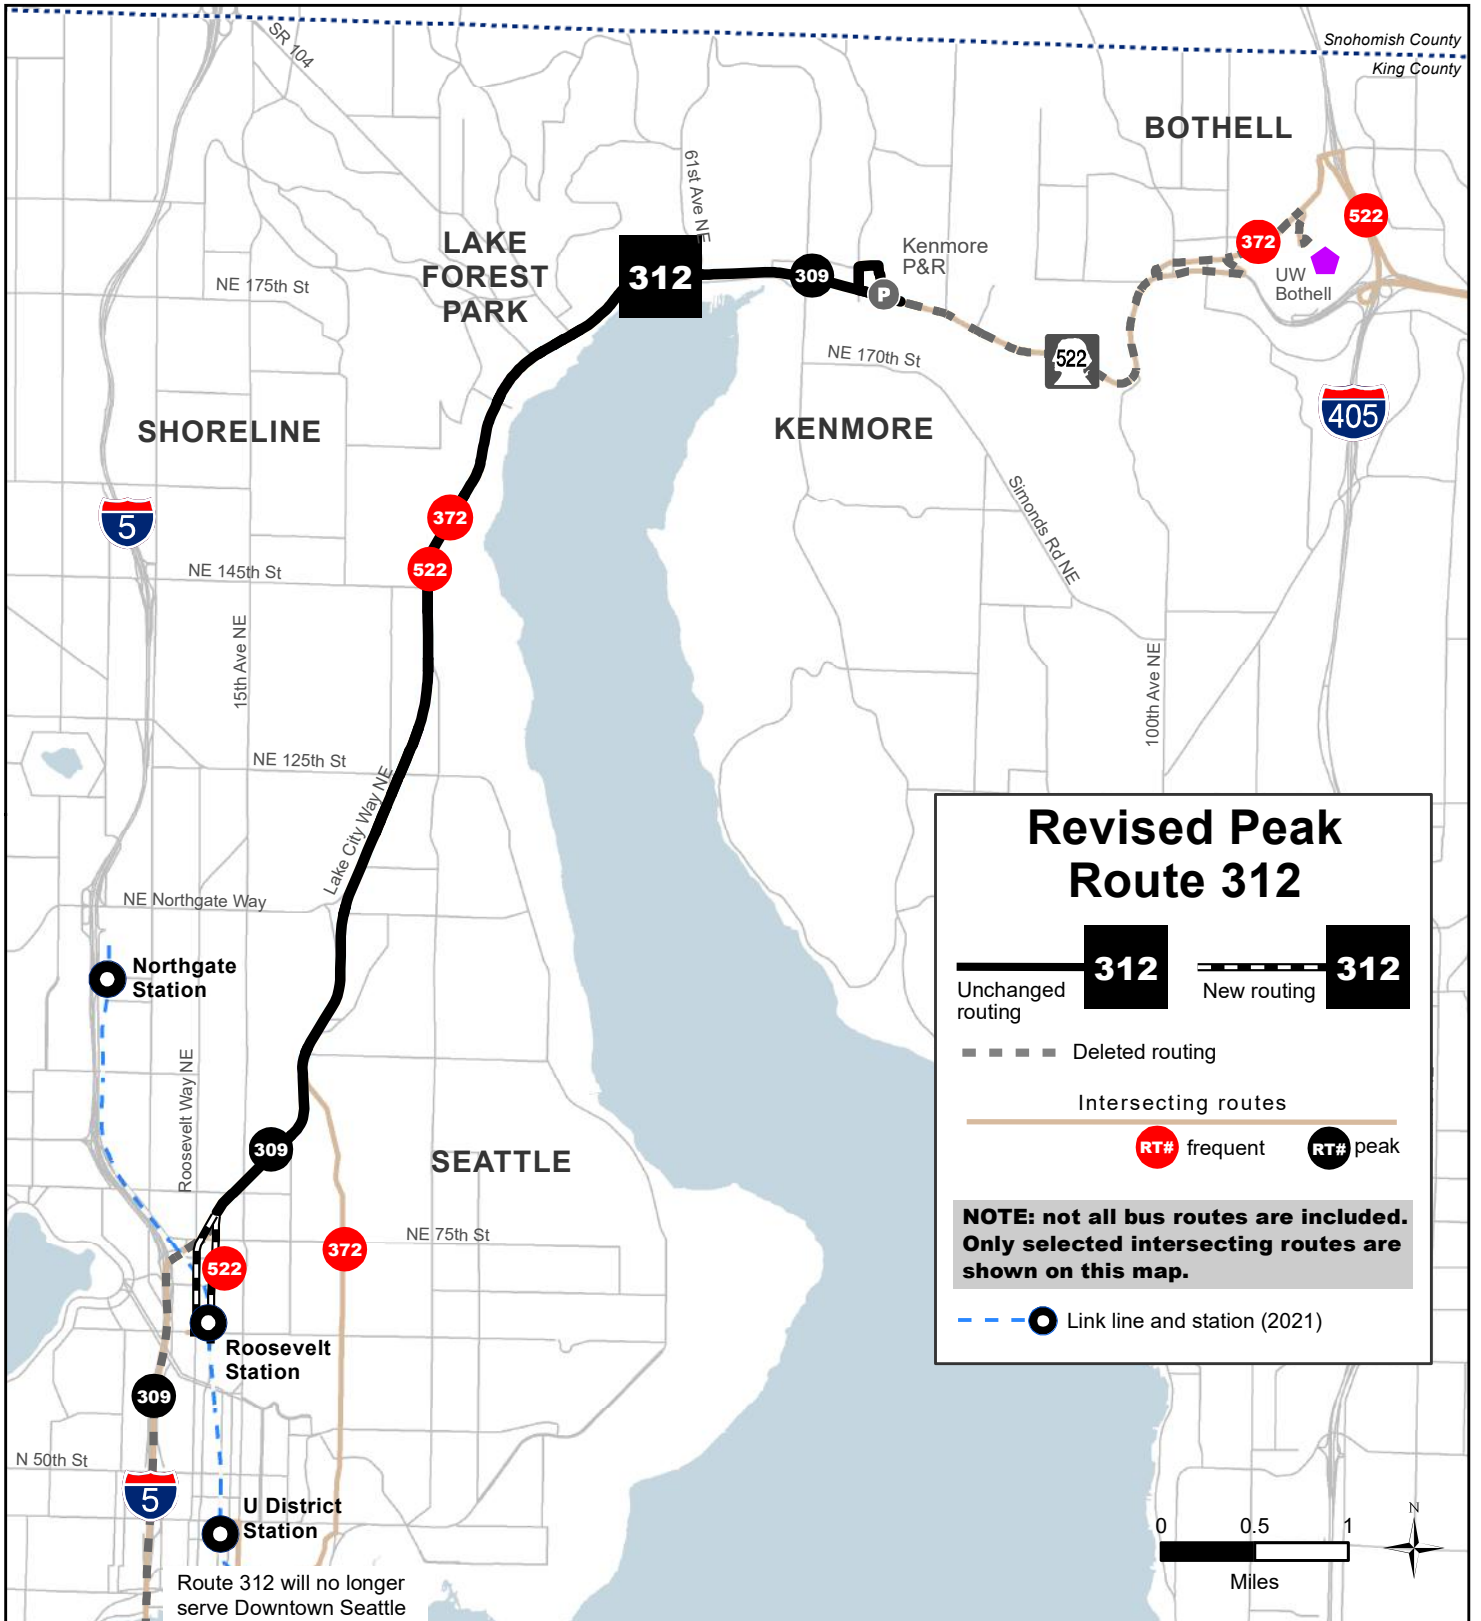 Snohomish County
King County
SR 104
BOTHELL
61st Ave NE
522
372
LAKE
FOREST
PARK
312
309
Kenmore
P&R
P
UW
Bothell
NE 175th St
522
NE 170th St
405
SHORELINE
KENMORE
5
372
Simonds Rd NE
522
NE 145th St
15th Ave NE
100th Ave NE
NE 125th St
Lake City Way NE
NE Northgate Way
Northgate
Station
Roosevelt Way NE
309
SEATTLE
NE 75th St
372
522
Roosevelt
Station
309
N 50th St
5
U District
Station
Route 312 will no longer
serve Downtown Seattle
Revised Peak
Route 312
312
Unchanged
routing
312
New routing
Deleted routing
Intersecting routes
RT# frequent
RT# peak
NOTE: not all bus routes are included.
Only selected intersecting routes are
shown on this map.
Link line and station (2021)
0 0.5 1
Miles
N